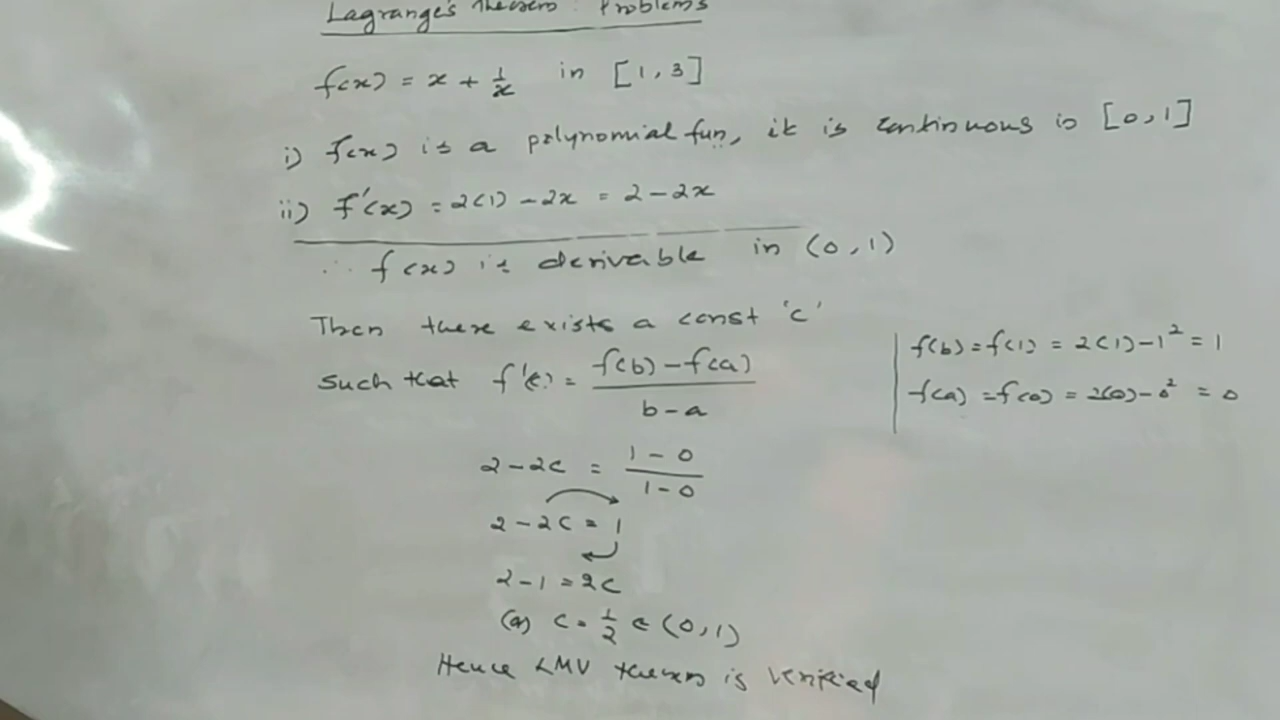 Lagrange's Theorem : Problems
f(x) = x + 1/x in [1, 3]
i) f(x) is a polynomial fun, it is continuous in [0, 1]
ii) f'(x) = 2(1) - 2x = 2 - 2x
∴ f(x) is derivable in (0, 1)
Then there exists a const 'c'
such that f'(c) = f(b) - f(a) / b - a
f(b) = f(1) = 2(1) - 1² = 1
f(a) = f(0) = 2(0) - 0² = 0
2 - 2c = 1 - 0 / 1 - 0
2 - 2c = 1
2 - 1 = 2c
(or) c = 1/2 ∈ (0, 1)
Hence LMV theorem is verified